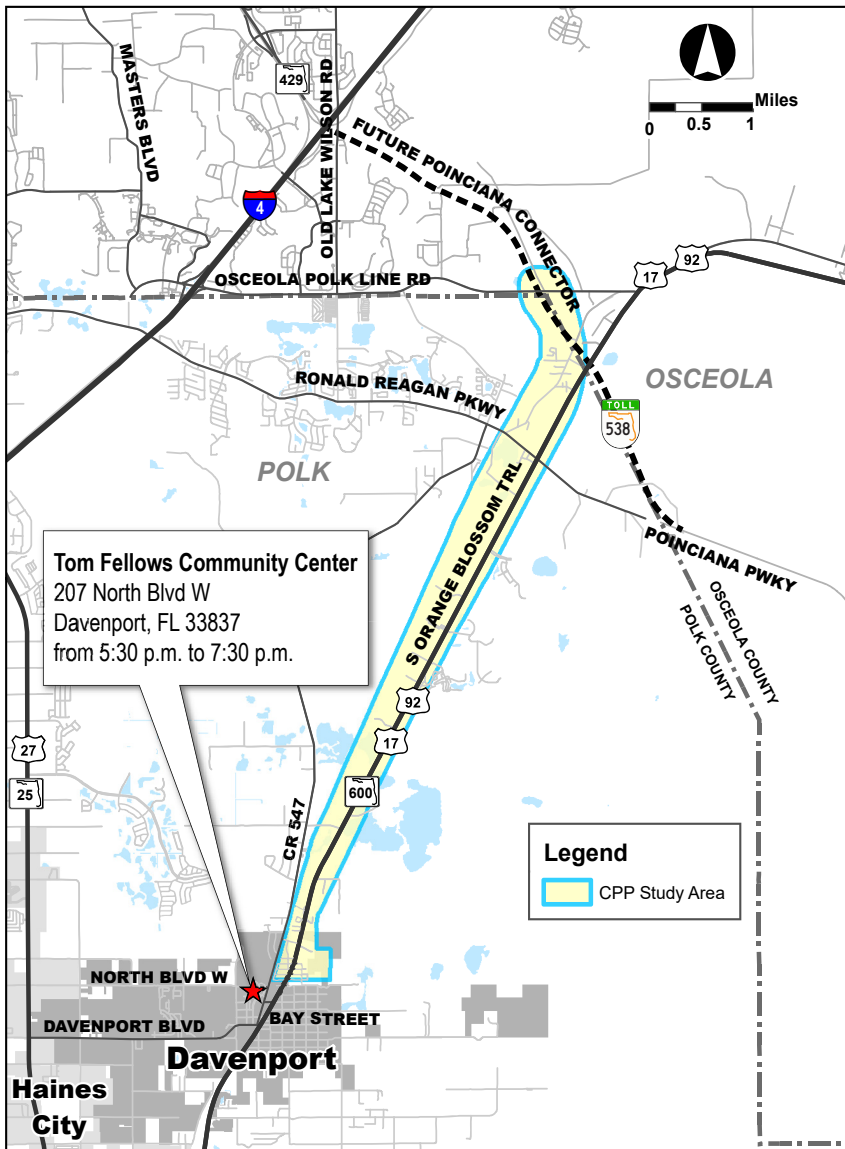 MASTERS BLVD
429
OLD LAKE WILSON RD
Miles
0 0.5 1
FUTURE POINCIANA CONNECTOR
4
92
17
OSCEOLA POLK LINE RD
OSCEOLA
RONALD REAGAN PKWY
TOLL
538
POLK
S ORANGE BLOSSOM TRL
POINCIANA PWKY
Tom Fellows Community Center
207 North Blvd W
Davenport, FL 33837
from 5:30 p.m. to 7:30 p.m.
OSCEOLA COUNTY
POLK COUNTY
92
17
27
25
600
CR 547
Legend
CPP Study Area
NORTH BLVD W
BAY STREET
DAVENPORT BLVD
Davenport
Haines
City